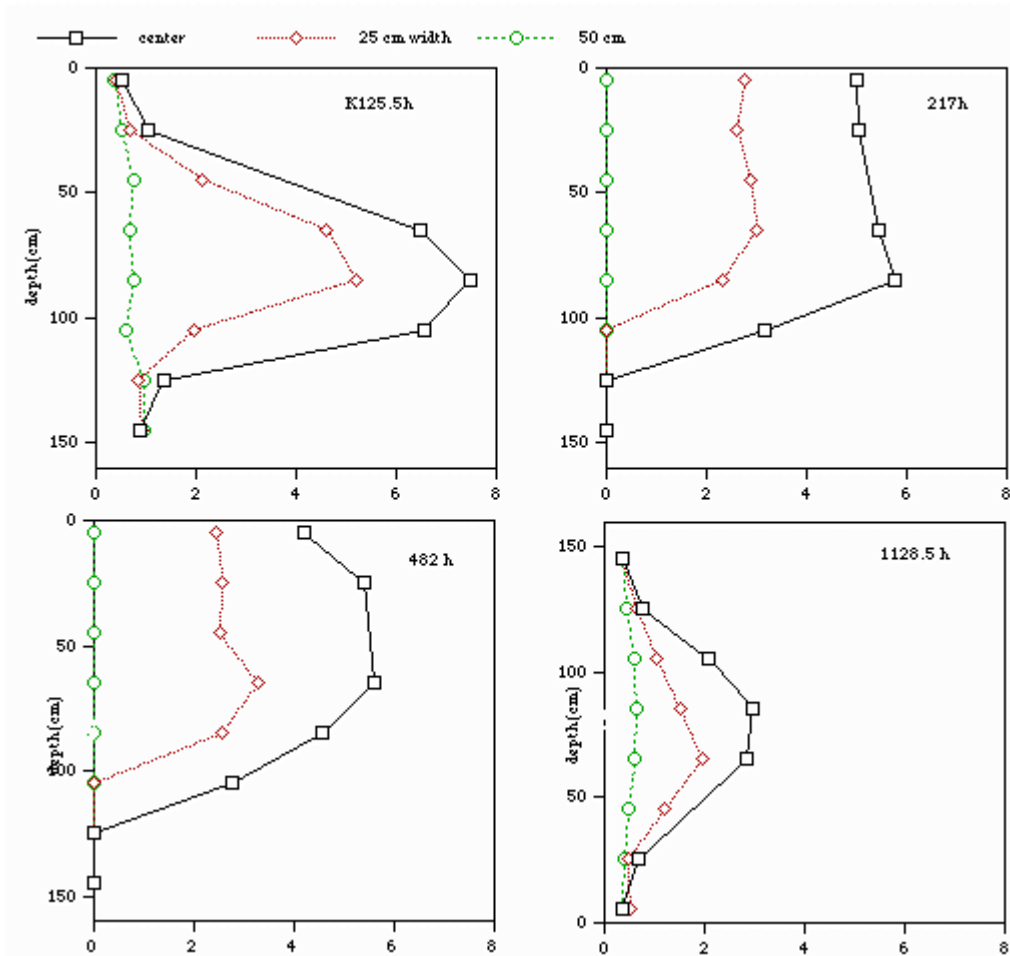 center 25 cm width 50 cm
0 0
K125.5h 217h
50 50
depth(cm)
100 100
150 150
0 2 4 6 8 0 2 4 6 8
0
482 h 1128.5 h
150
50
100
depth(cm) depth(cm)
100
50
150
0
0 2 4 6 8 0 2 4 6 8